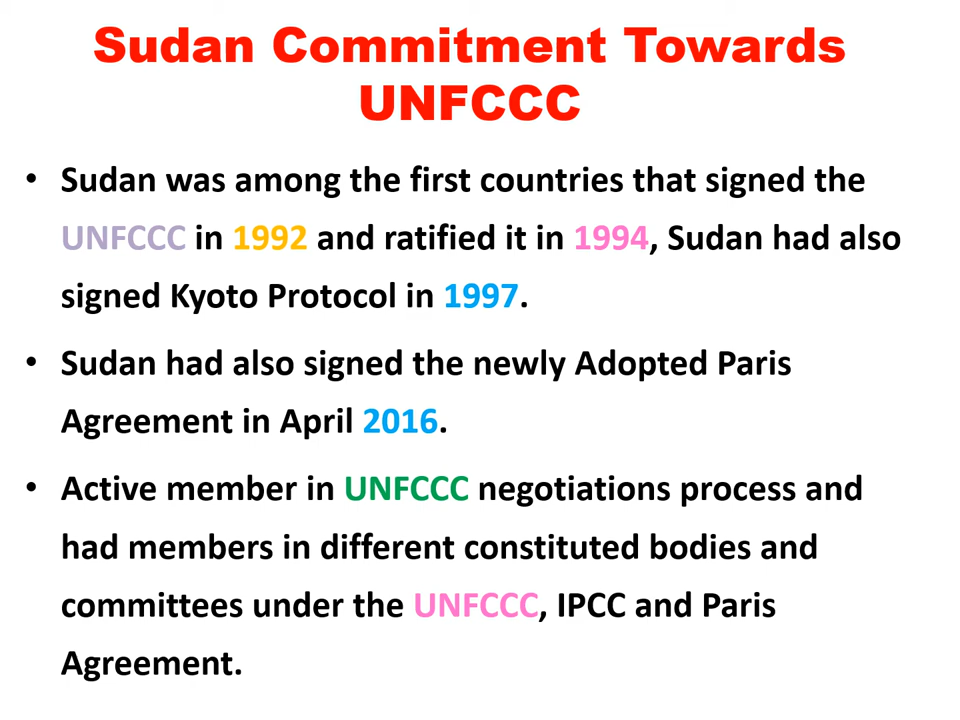 Sudan Commitment Towards
UNFCCC
• Sudan was among the first countries that signed the
UNFCCC in 1992 and ratified it in 1994, Sudan had also
signed Kyoto Protocol in 1997.
• Sudan had also signed the newly Adopted Paris
Agreement in April 2016.
• Active member in UNFCCC negotiations process and
had members in different constituted bodies and
committees under the UNFCCC, IPCC and Paris
Agreement.